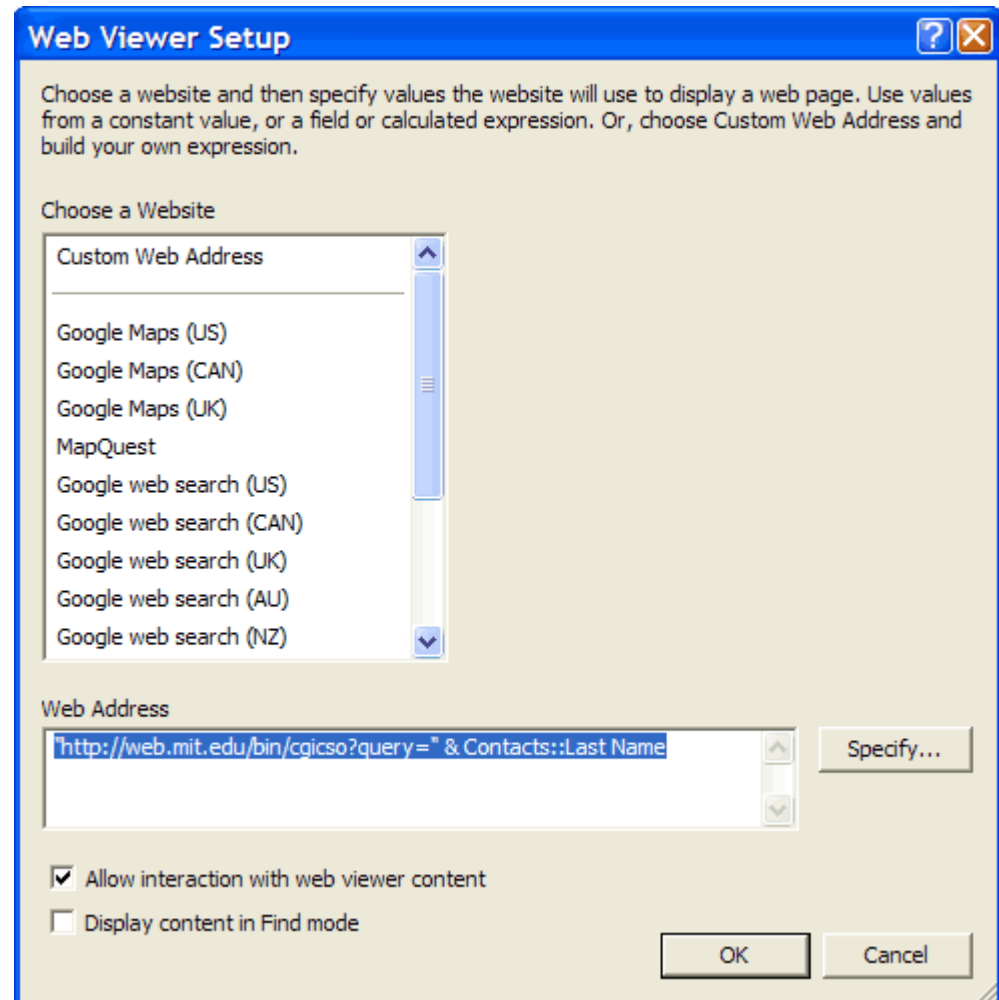 Web Viewer Setup
Choose a website and then specify values the website will use to display a web page. Use values
from a constant value, or a field or calculated expression. Or, choose Custom Web Address and
build your own expression.
Choose a Website
Custom Web Address
Google Maps (US)
Google Maps (CAN)
Google Maps (UK)
MapQuest
Google web search (US)
Google web search (CAN)
Google web search (UK)
Google web search (AU)
Google web search (NZ)
Web Address
"http://web.mit.edu/bin/cgicso?query=" & Contacts::Last Name
Specify...
Allow interaction with web viewer content
Display content in Find mode
OK
Cancel